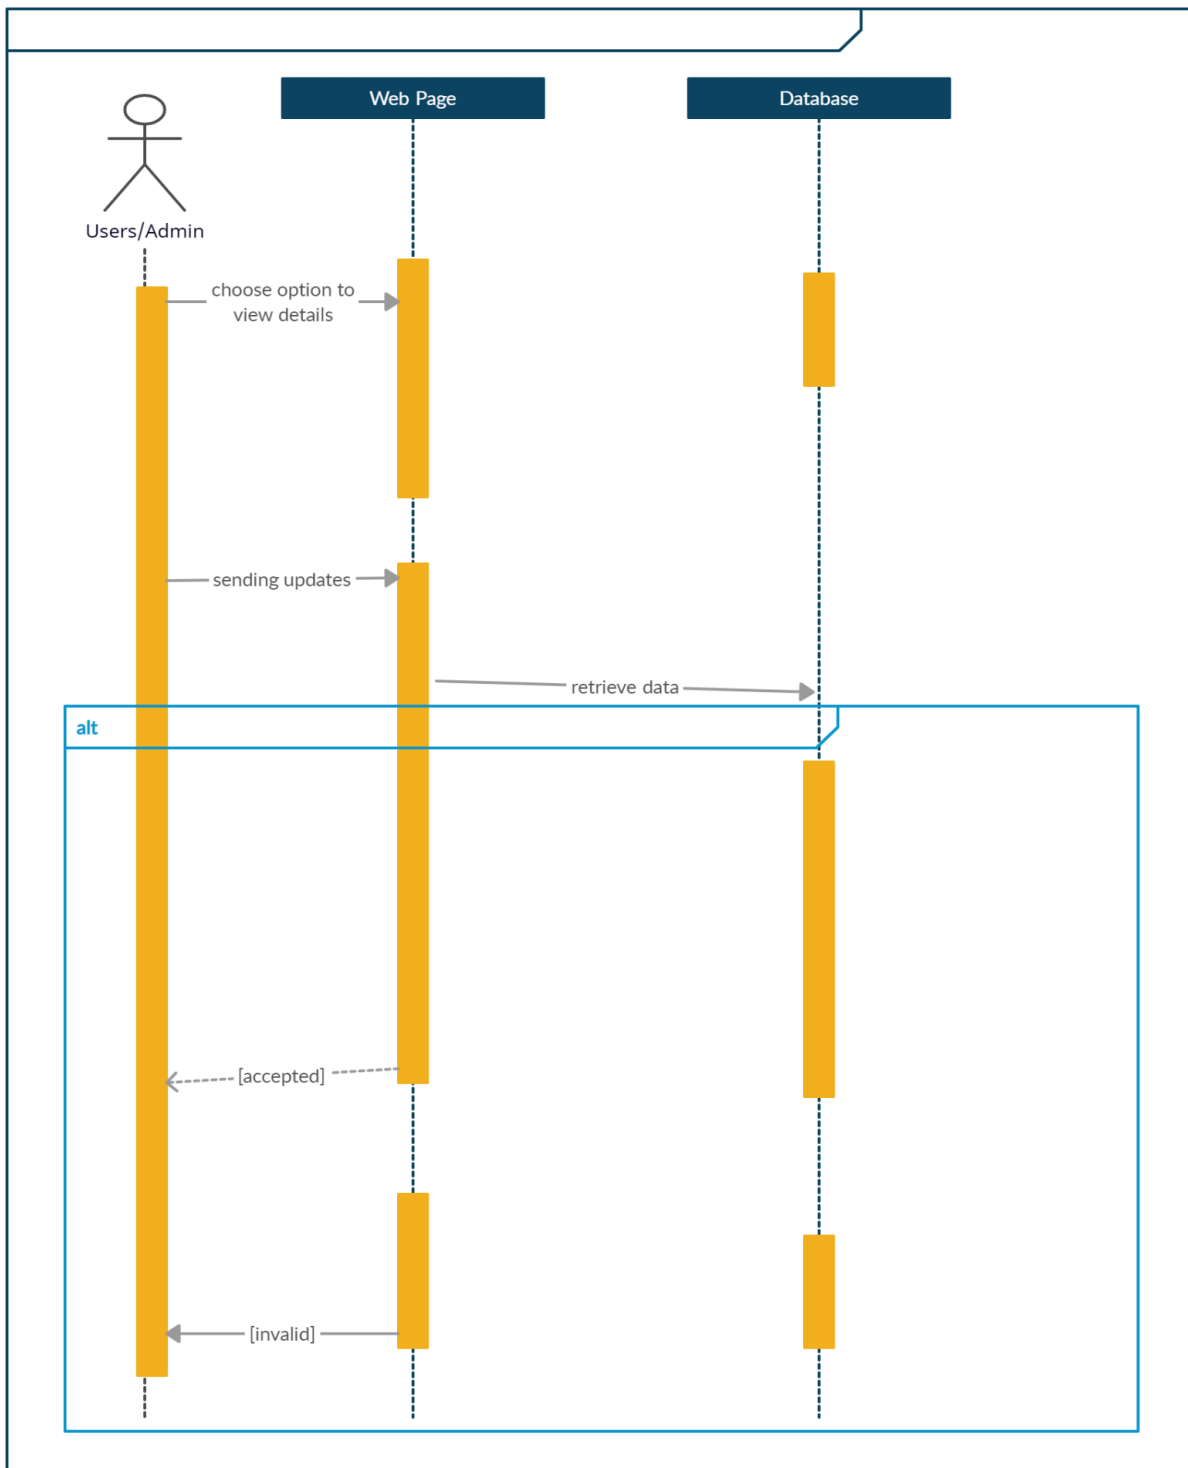 Web Page
Database
Users/Admin
choose option to
view details
sending updates
retrieve data
alt
[accepted]
[invalid]